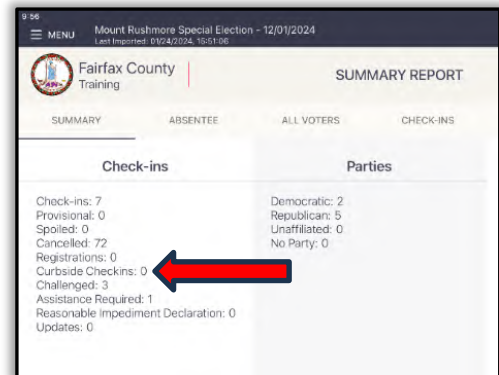 9:56
MENU
Mount Rushmore Special Election - 12/01/2024
Last Imported: 01/24/2024, 15:51:06
Fairfax County
Training
SUMMARY REPORT
SUMMARY ABSENTEE ALL VOTERS CHECK-INS
Check-ins
Check-ins: 7
Provisional: 0
Spoiled: 0
Cancelled: 72
Registrations: 0
Curbside Checkins: 0
Challenged: 3
Assistance Required: 1
Reasonable Impediment Declaration: 0
Updates: 0
Parties
Democratic: 2
Republican: 5
Unaffiliated: 0
No Party: 0